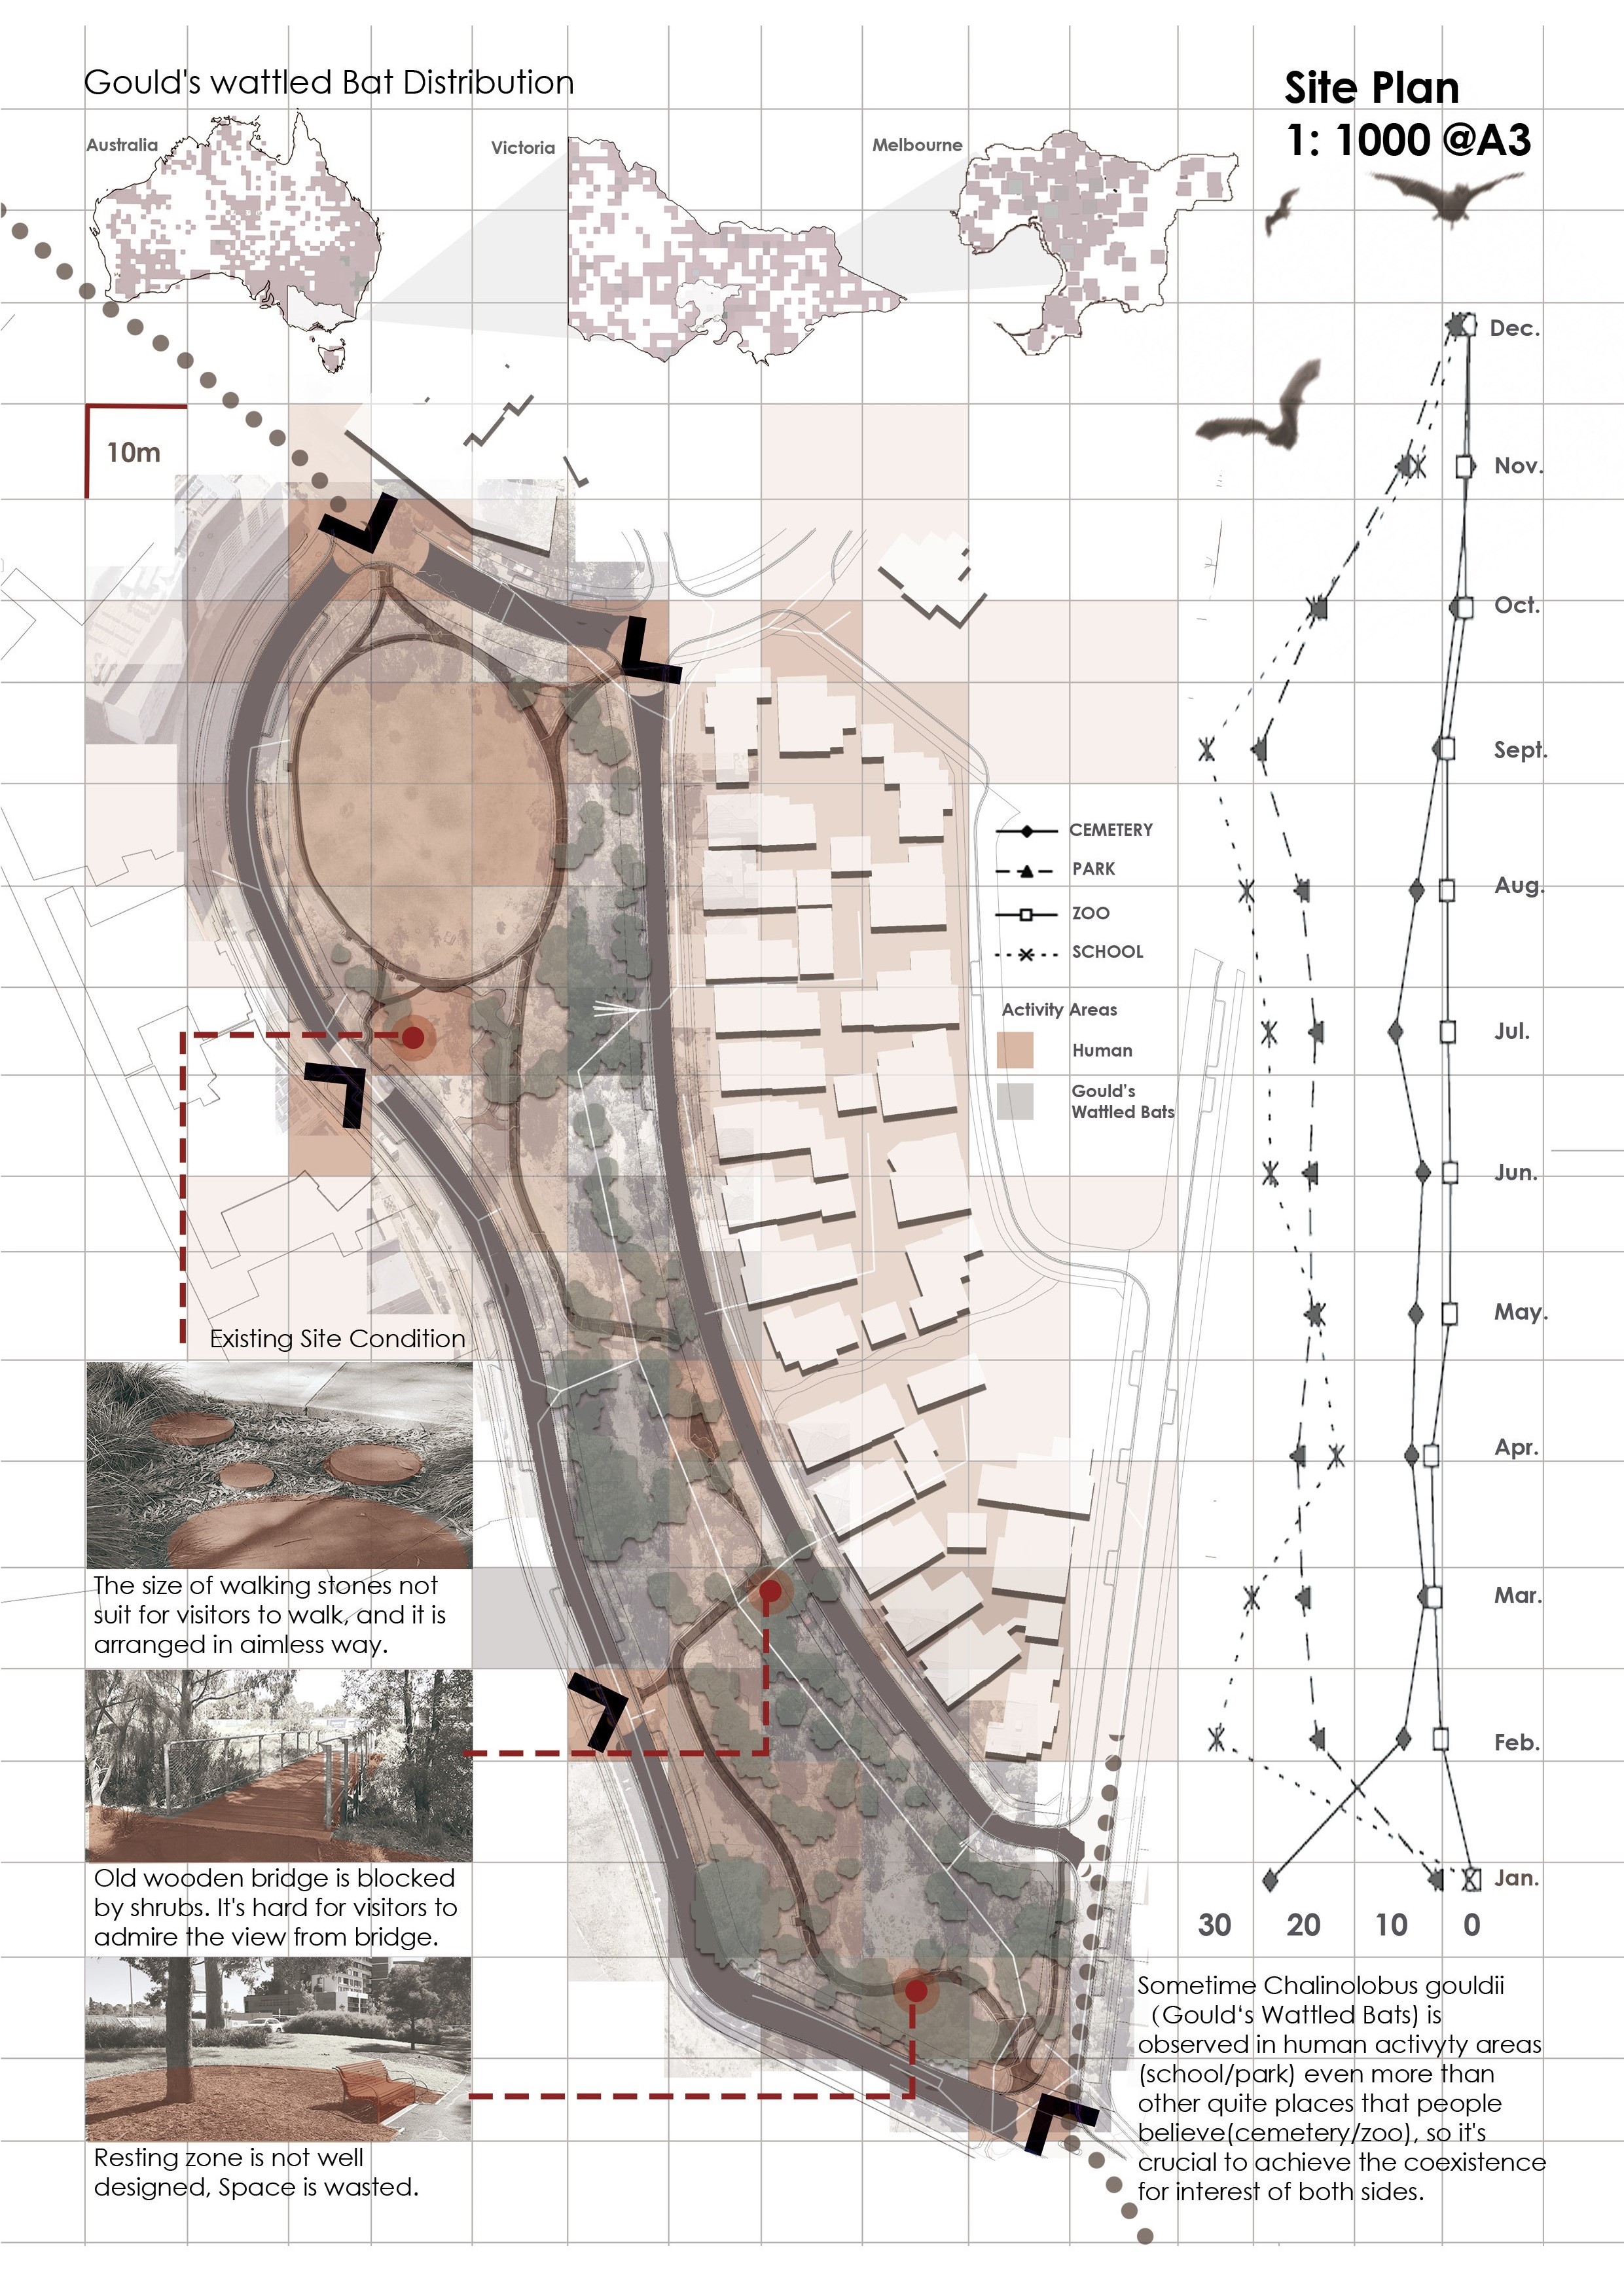 Gould's wattled Bat Distribution
Site Plan
1: 1000 @A3
Australia
Victoria
Melbourne
10m
Dec.
Nov.
Oct.
Sept.
Aug.
Jul.
Jun.
May.
Apr.
Mar.
Feb.
Jan.
30 20 10 0
CEMETERY
PARK
ZOO
SCHOOL
Activity Areas
Human
Gould's
Wattled Bats
Existing Site Condition
The size of walking stones not
suit for visitors to walk, and it is
arranged in aimless way.
Old wooden bridge is blocked
by shrubs. It's hard for visitors to
admire the view from bridge.
Resting zone is not well
designed, Space is wasted.
Sometime Chalinolobus gouldii
(Gould‘s Wattled Bats) is
observed in human activyty areas
(school/park) even more than
other quite places that people
believe(cemetery/zoo), so it's
crucial to achieve the coexistence
for interest of both sides.